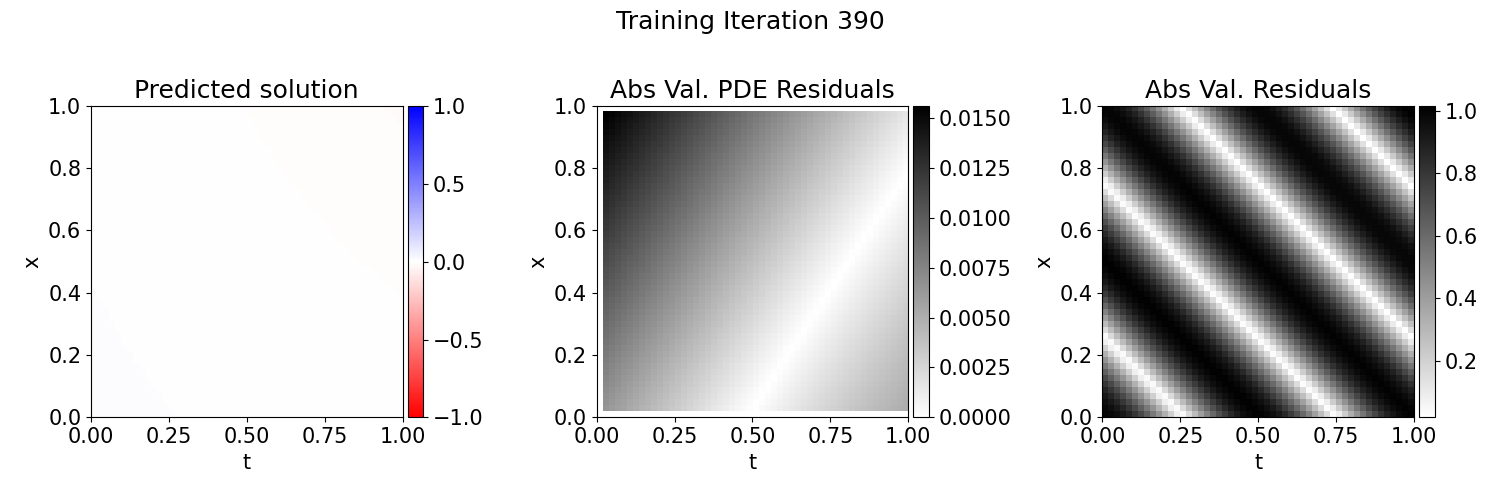 Training Iteration 390
Predicted solution
Abs Val. PDE Residuals
Abs Val. Residuals
1.0
0.8
0.6
0.4
0.2
0.0
x
0.00 0.25 0.50 0.75 1.00
t
1.0
0.5
0.0
−0.5
−1.0
1.0
0.8
0.6
0.4
0.2
0.0
x
0.00 0.25 0.50 0.75 1.00
t
0.0150
0.0125
0.0100
0.0075
0.0050
0.0025
0.0000
1.0
0.8
0.6
0.4
0.2
0.0
x
0.00 0.25 0.50 0.75 1.00
t
1.0
0.8
0.6
0.4
0.2